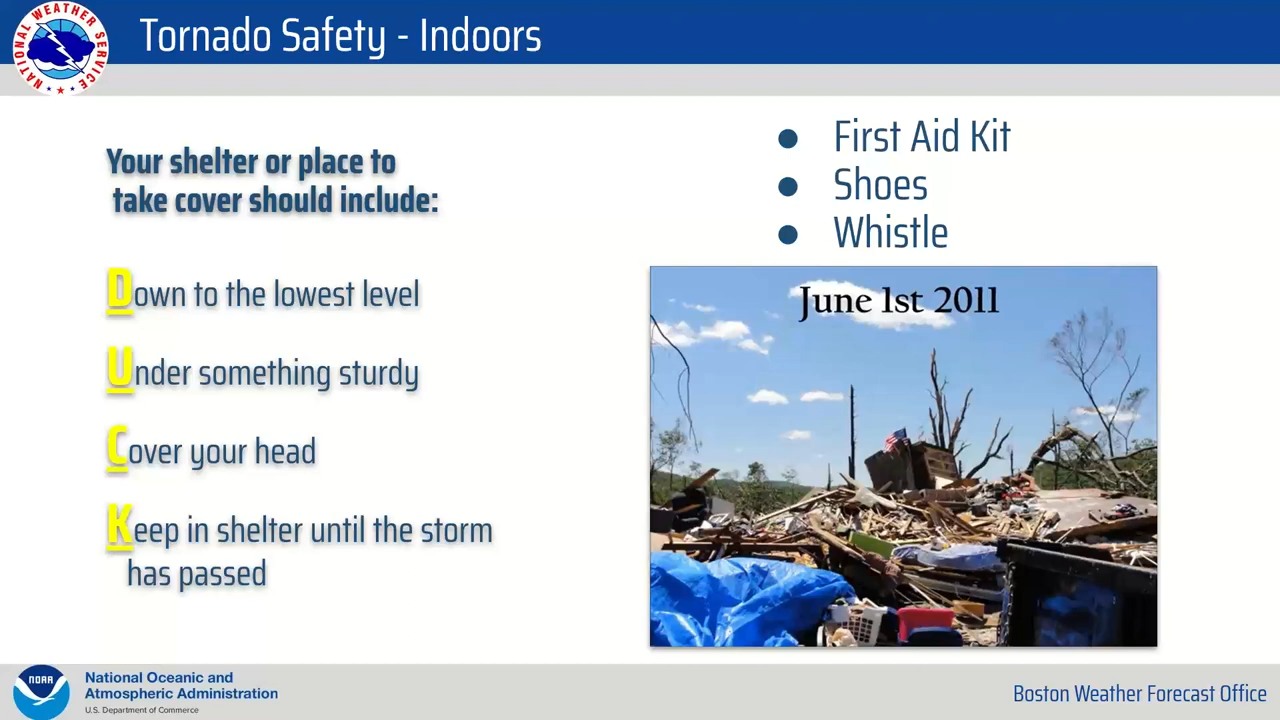 NATIONAL WEATHER SERVICE
Tornado Safety - Indoors
Your shelter or place to
take cover should include:
Down to the lowest level
Under something sturdy
Cover your head
Keep in shelter until the storm
has passed
● First Aid Kit
● Shoes
● Whistle
June 1st 2011
NOAA
National Oceanic and
Atmospheric Administration
U.S. Department of Commerce
Boston Weather Forecast Office